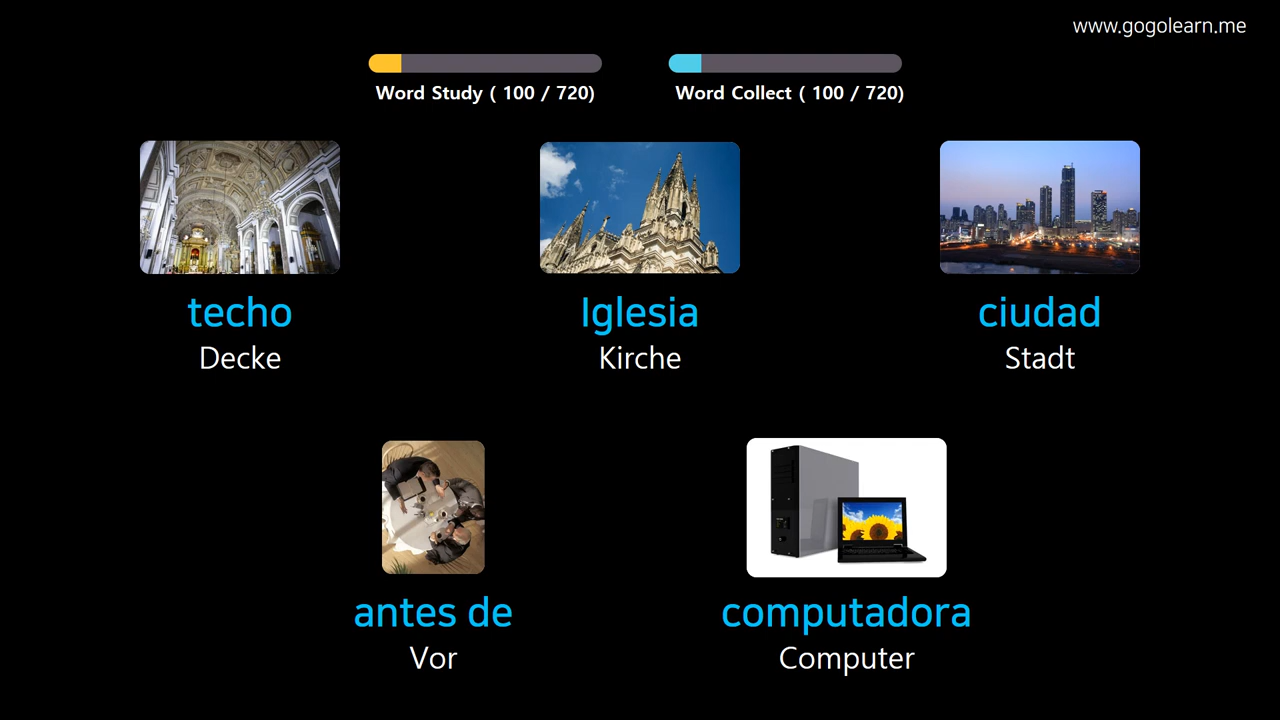 www.gogolearn.me
Word Study ( 100 / 720)
Word Collect ( 100 / 720)
techo
Decke
Iglesia
Kirche
ciudad
Stadt
antes de
Vor
computadora
Computer